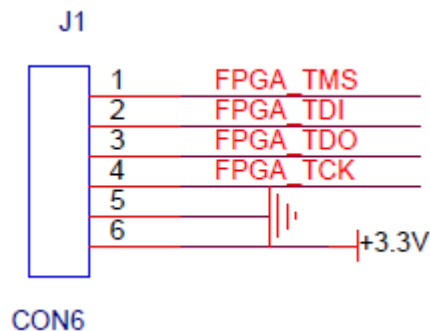 J1
1 FPGA_TMS
2 FPGA_TDI
3 FPGA_TDO
4 FPGA_TCK
5
6 +3.3V
CON6